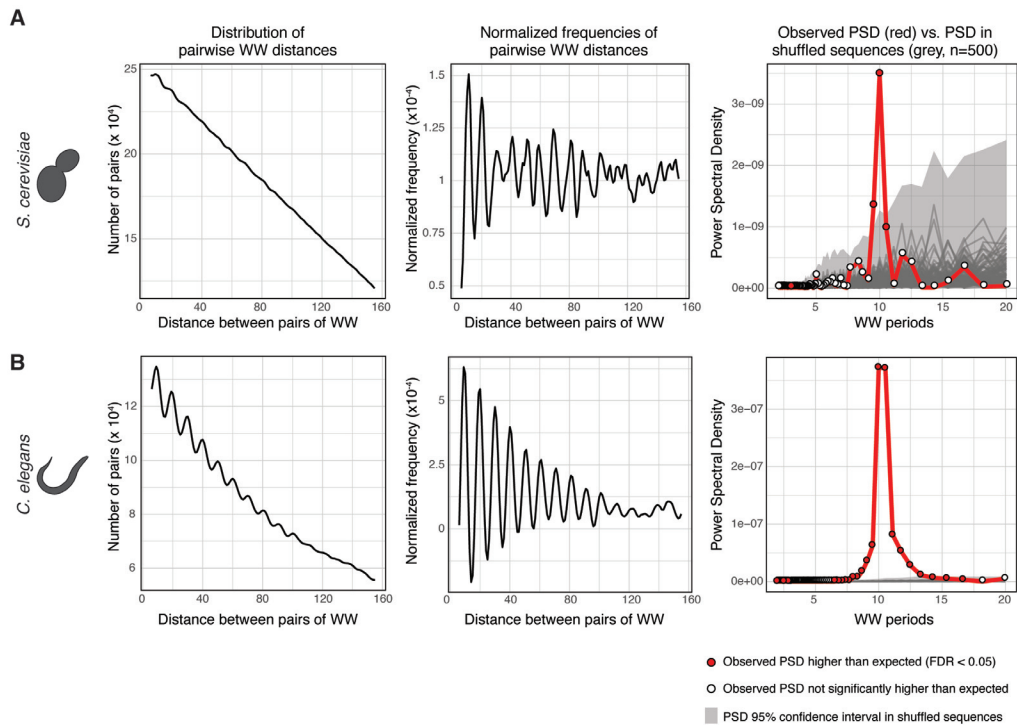 A
Distribution of
pairwise WW distances
Normalized frequencies of
pairwise WW distances
Observed PSD (red) vs. PSD in
shuffled sequences (grey, n=500)
S. cerevisiae
Number of pairs (x 10⁴)
25
20
15
0
40
80
120
160
Distance between pairs of WW
Normalized frequency (x10⁻⁴)
1.5
1.25
1
0.75
0.5
0
40
80
120
160
Distance between pairs of WW
Power Spectral Density
3e-09
2e-09
1e-09
0e+00
5
10
15
20
WW periods
B
C. elegans
Number of pairs (x 10⁴)
12
10
8
6
0
40
80
120
160
Distance between pairs of WW
Normalized frequency (x10⁻⁴)
5
2.5
0
0
40
80
120
160
Distance between pairs of WW
Power Spectral Density
3e-07
2e-07
1e-07
0e+00
5
10
15
20
WW periods
Observed PSD higher than expected (FDR < 0.05)
Observed PSD not significantly higher than expected
PSD 95% confidence interval in shuffled sequences